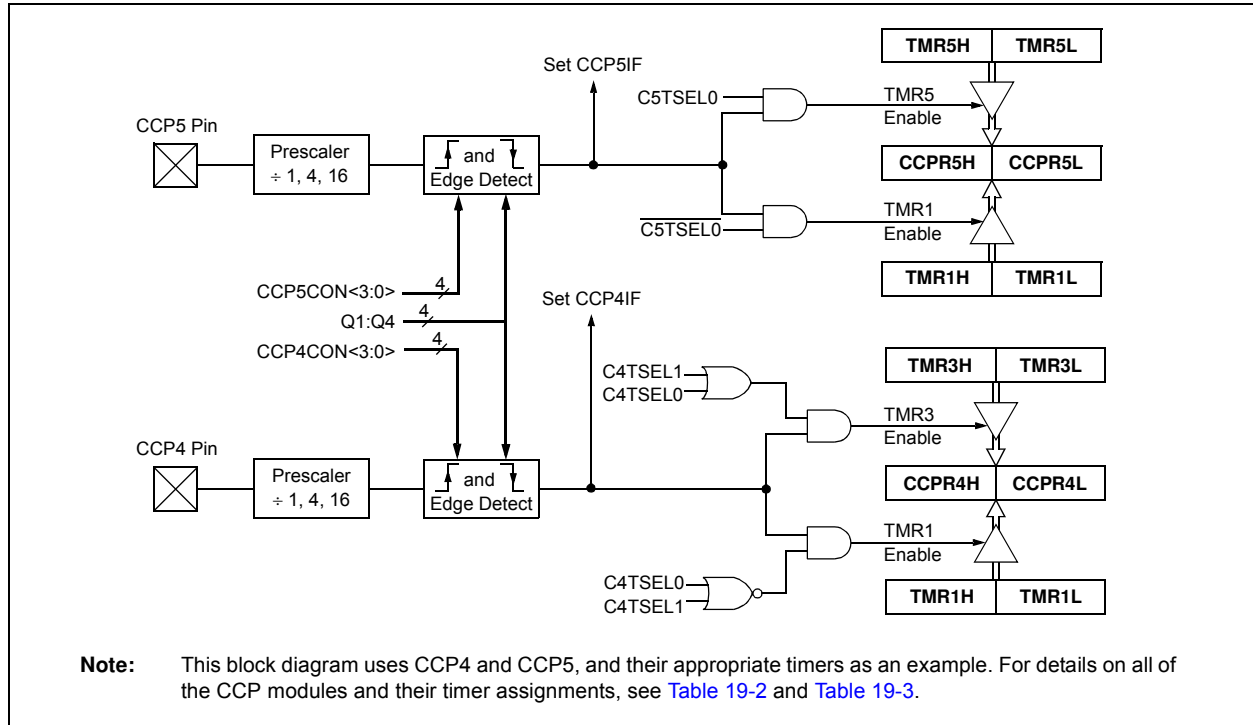 TMR5H TMR5L
Set CCP5IF
C5TSEL0
TMR5
Enable
CCP5 Pin
Prescaler
÷ 1, 4, 16
and
Edge Detect
CCPR5H CCPR5L
C5TSEL0
TMR1
Enable
TMR1H TMR1L
CCP5CON<3:0> 4
Q1:Q4 4
CCP4CON<3:0> 4
Set CCP4IF
TMR3H TMR3L
C4TSEL1
C4TSEL0
TMR3
Enable
CCP4 Pin
Prescaler
÷ 1, 4, 16
and
Edge Detect
CCPR4H CCPR4L
TMR1
Enable
C4TSEL0
C4TSEL1
TMR1H TMR1L
Note: This block diagram uses CCP4 and CCP5, and their appropriate timers as an example. For details on all of
the CCP modules and their timer assignments, see Table 19-2 and Table 19-3.